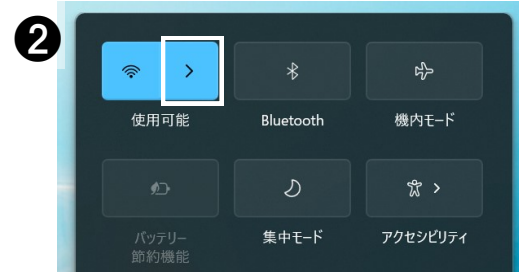 ❷
使用可能
Bluetooth
機内モード
バッテリー
節約機能
集中モード
アクセシビリティ